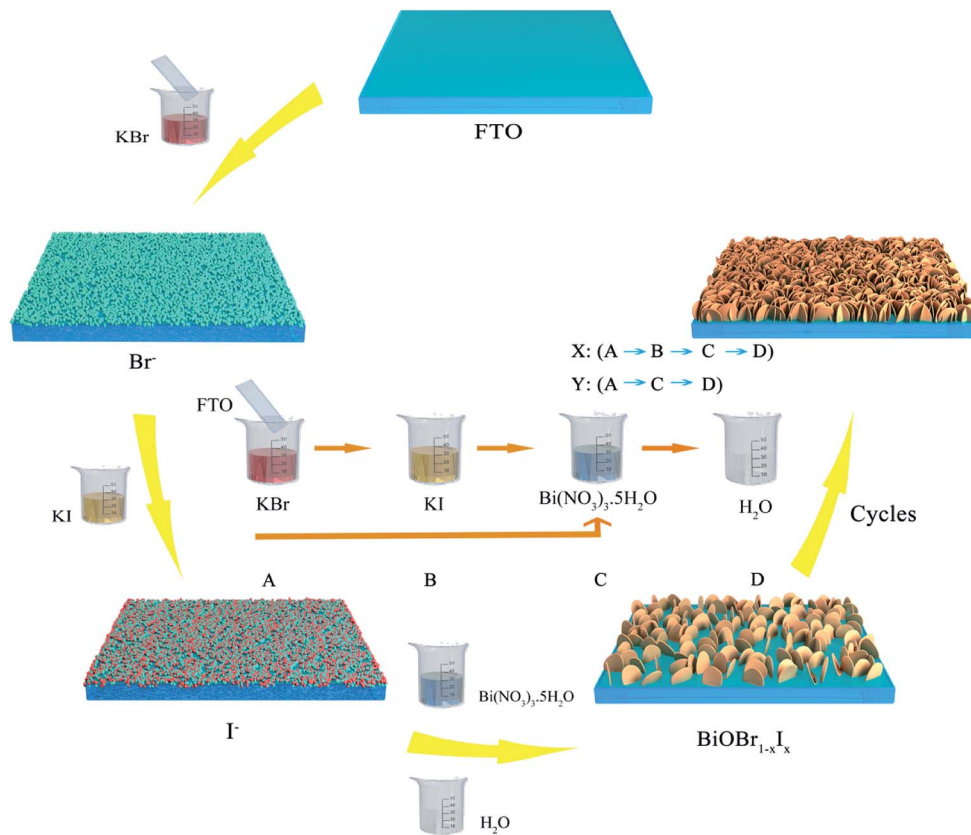 FTO
KBr
Br⁻
X: (A → B → C → D)
Y: (A → C → D)
FTO
KBr
KI
Bi(NO₃)₃.5H₂O
H₂O
KI
Cycles
A
B
C
D
I⁻
Bi(NO₃)₃.5H₂O
H₂O
BiOBr₁₋ₓIₓ